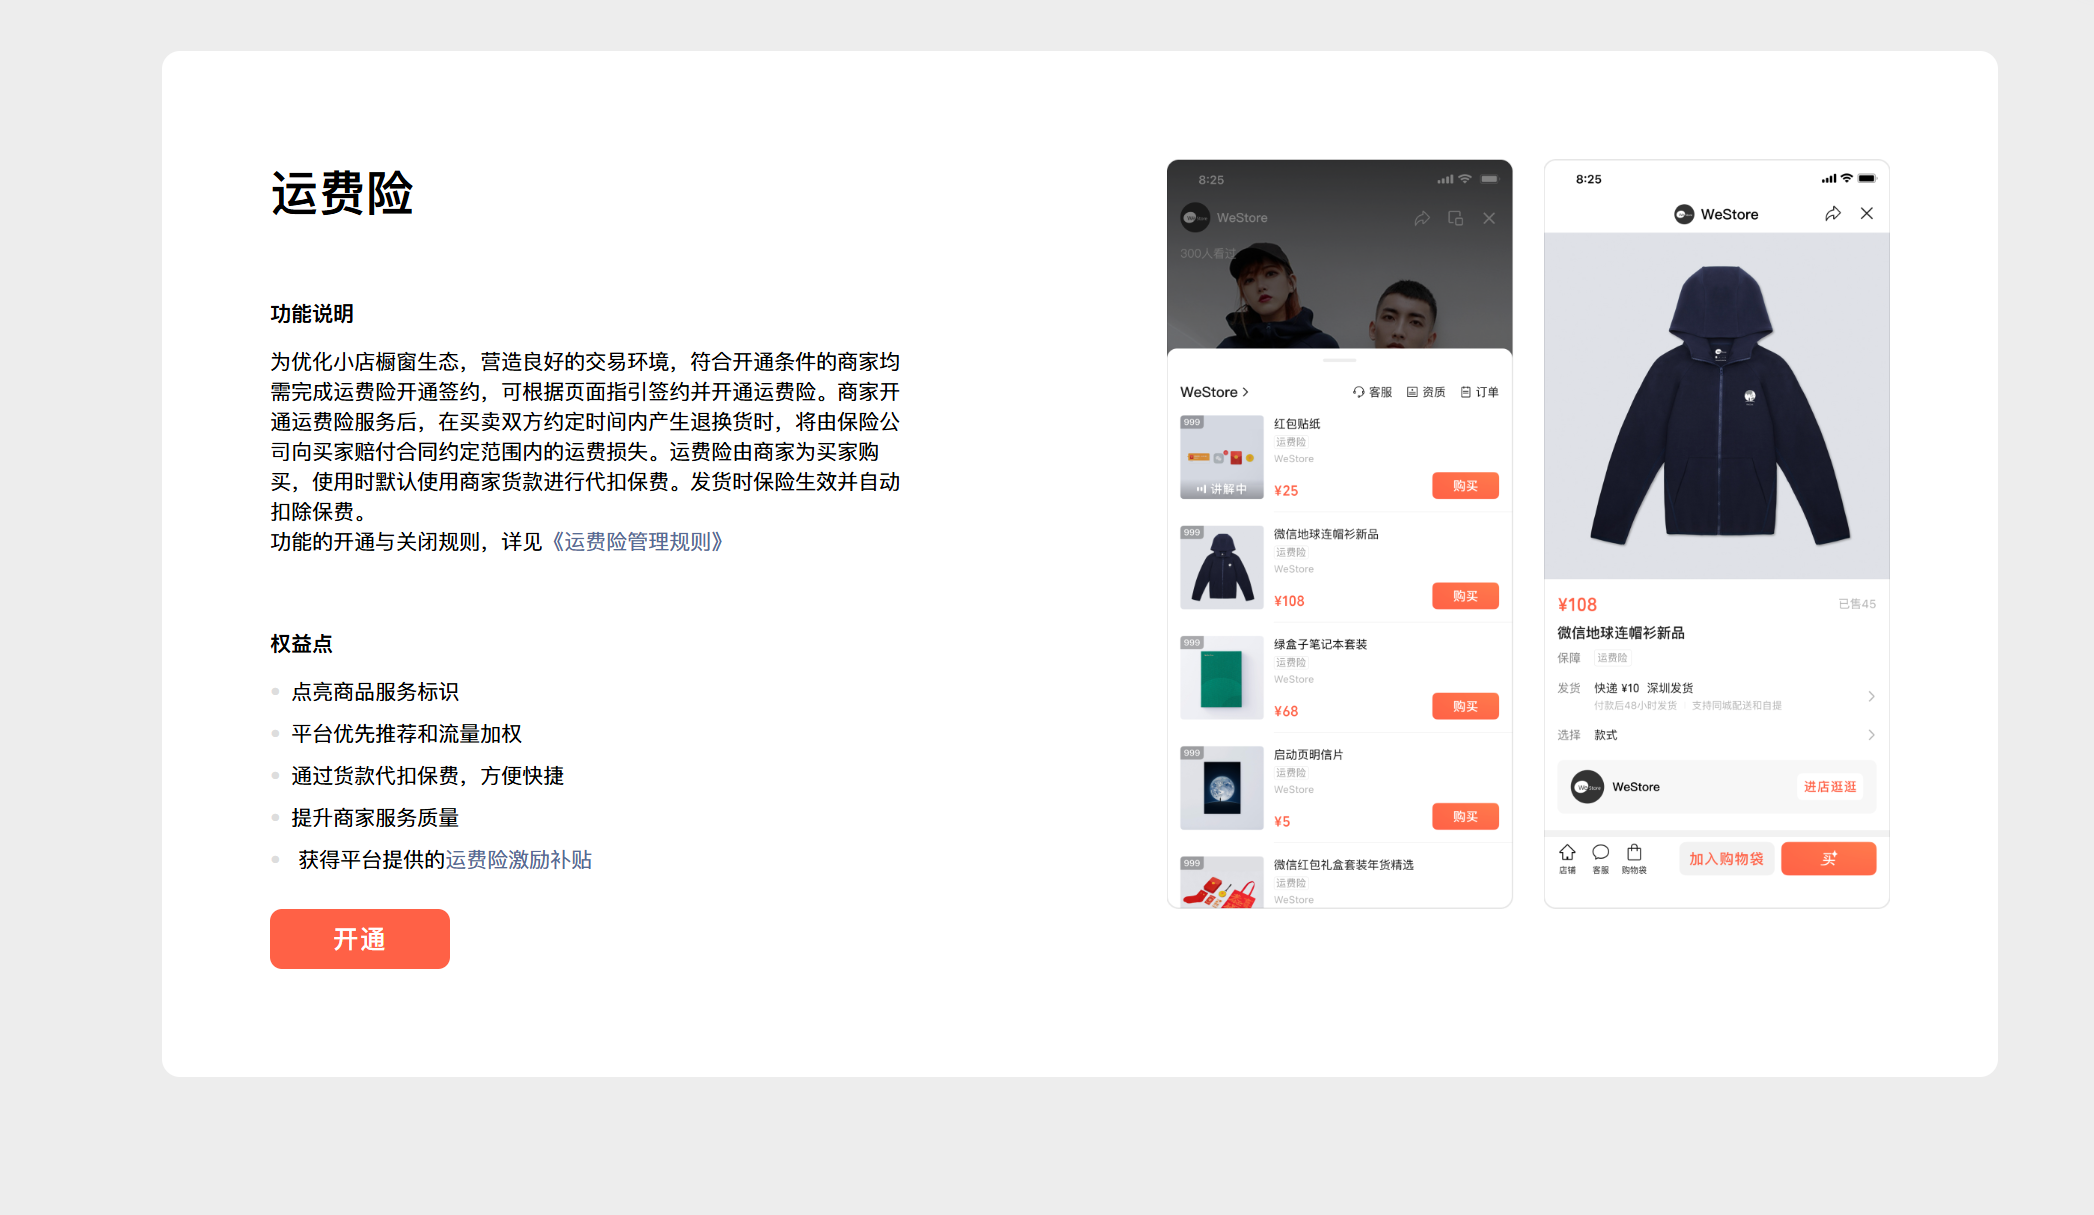 运费险
功能说明
为优化小店橱窗生态，营造良好的交易环境，符合开通条件的商家均
需完成运费险开通签约，可根据页面指引签约并开通运费险。商家开
通运费险服务后，在买卖双方约定时间内产生退换货时，将由保险公
司向买家赔付合同约定范围内的运费损失。运费险由商家为买家购
买，使用时默认使用商家货款进行代扣保费。发货时保险生效并自动
扣除保费。
功能的开通与关闭规则，详见《运费险管理规则》
权益点
点亮商品服务标识
平台优先推荐和流量加权
通过货款代扣保费，方便快捷
提升商家服务质量
获得平台提供的运费险激励补贴
开通
8:25
WeStore
300人看过
WeStore
客服 资质 订单
999
红包贴纸
运费险
WeStore
讲解中
¥25
购买
999
微信地球连帽衫新品
运费险
WeStore
¥108
购买
999
绿盒子笔记本套装
运费险
WeStore
¥68
购买
999
启动页明信片
运费险
WeStore
¥5
购买
999
微信红包礼盒套装年货精选
运费险
WeStore
8:25
WeStore
¥108
已售45
微信地球连帽衫新品
保障 运费险
发货 快递 ¥10 深圳发货
付款后48小时发货 支持同城配送和自提
选择 款式
WeStore
进店逛逛
店铺 客服 购物袋
加入购物袋
买